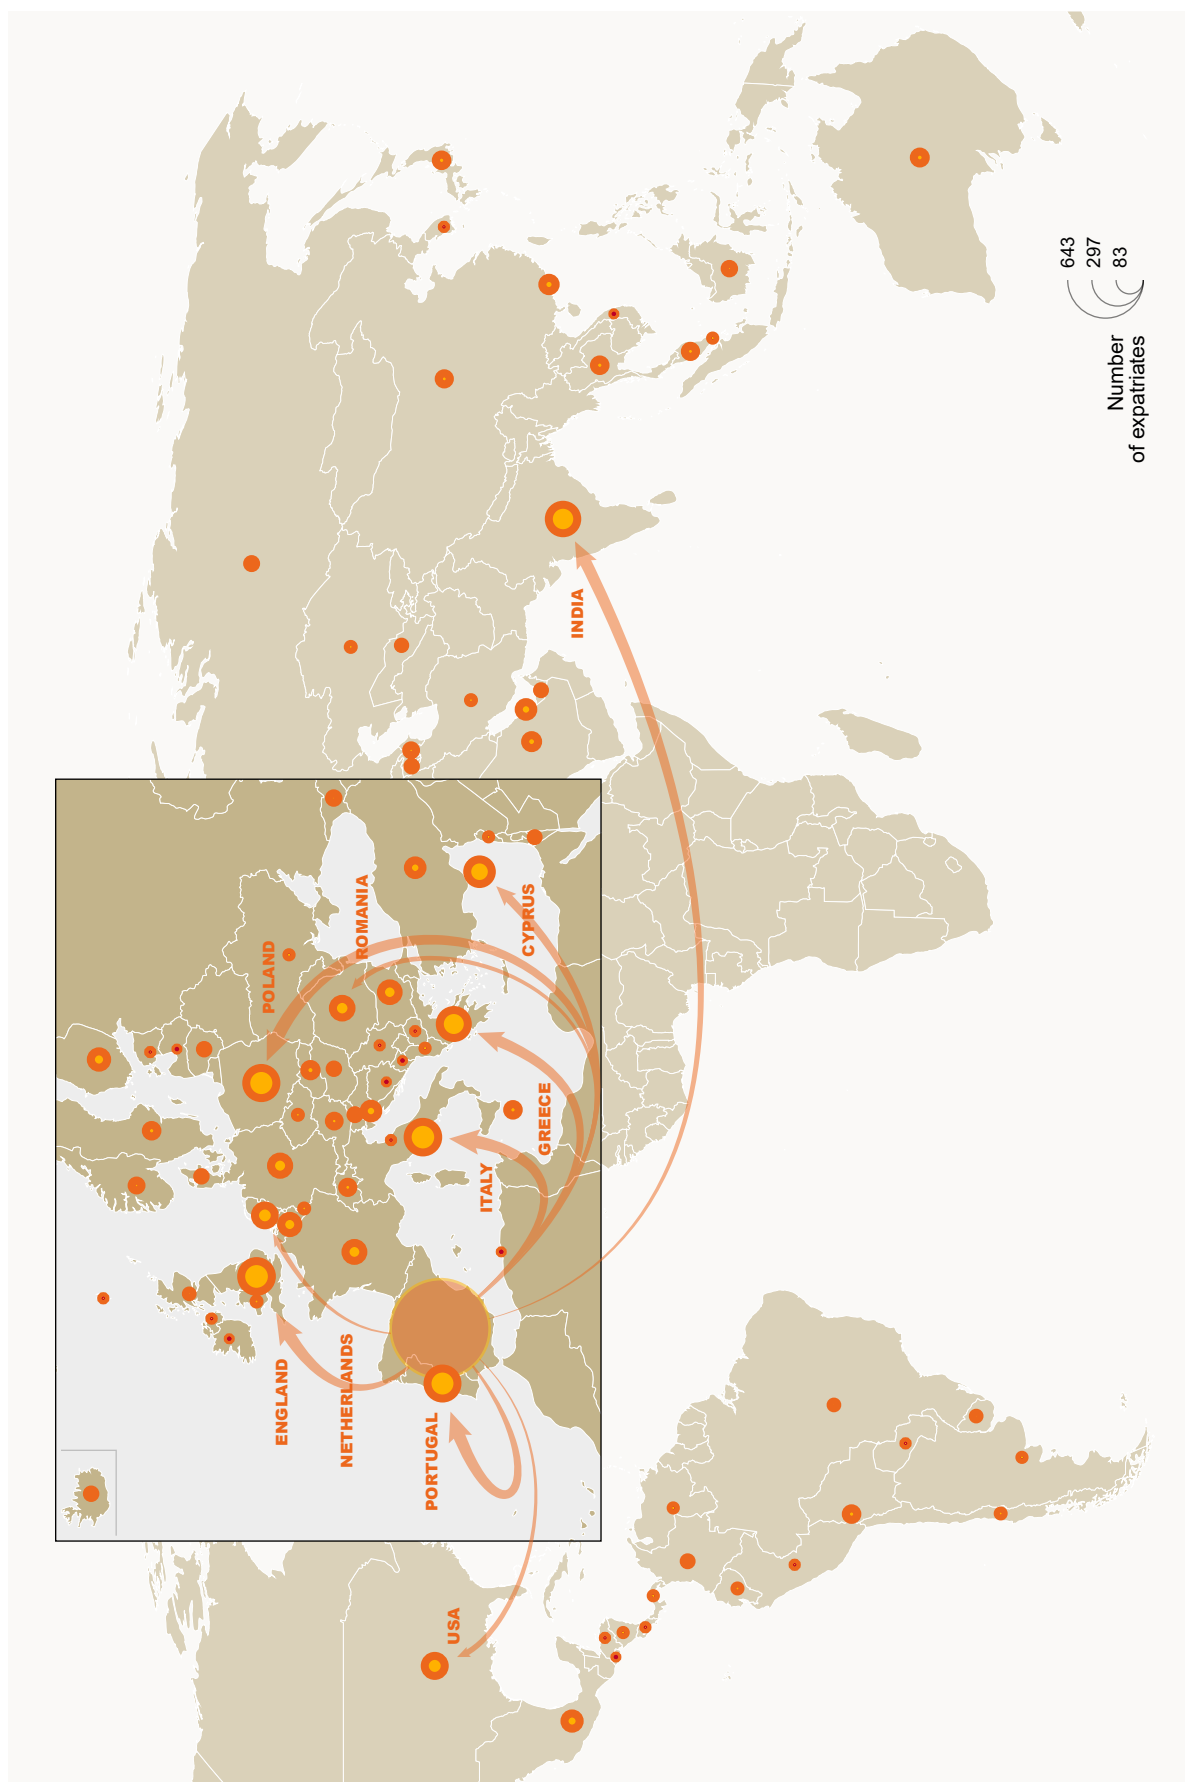 POLAND
ROMANIA
ENGLAND
NETHERLANDS
PORTUGAL
ITALY
GREECE
CYPRUS
USA
INDIA
Number
of expatriates
643
297
83